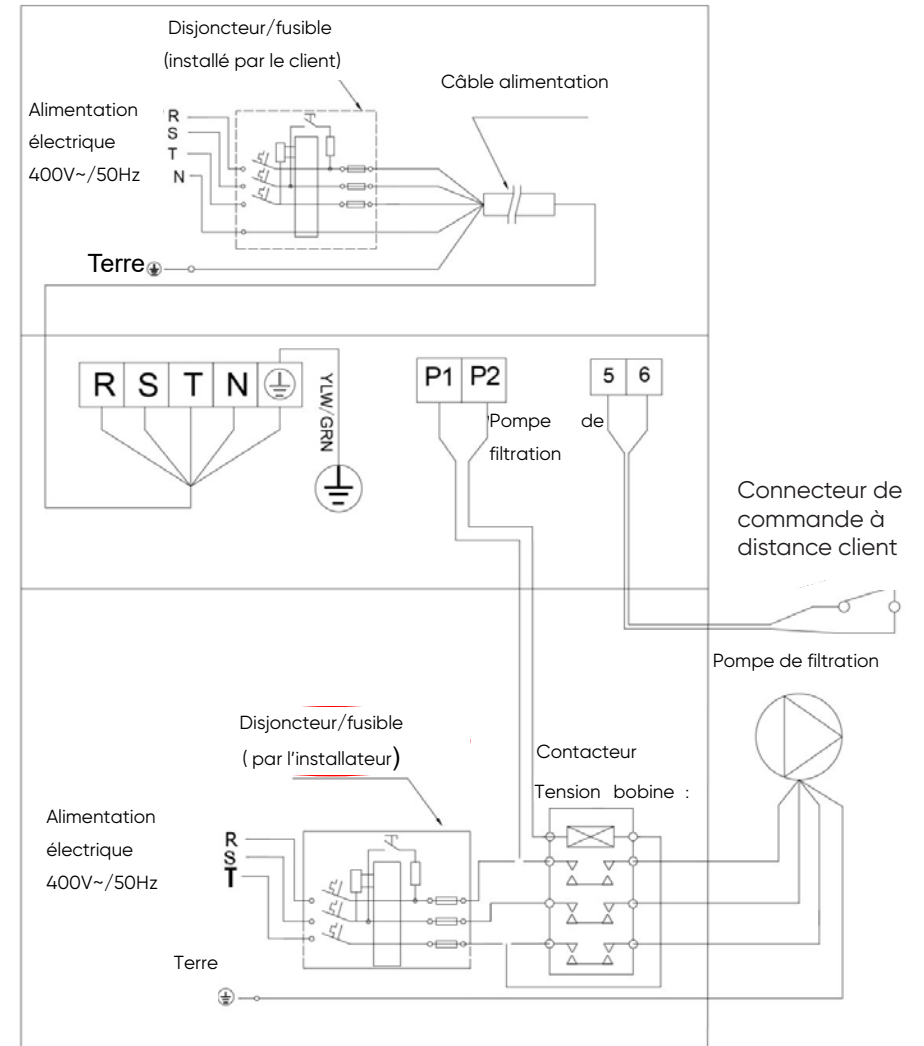 Disjoncteur/fusible
(installé par le client)
Câble alimentation
Alimentation
électrique
400V~/50Hz
R
S
T
N
Terre
R S T N
YLW/GRN
P1 P2
5 6
Pompe de
filtration
Connecteur de
commande à
distance client
Pompe de filtration
Disjoncteur/fusible
( par l'installateur)
Contacteur
Tension bobine :
Alimentation
électrique
400V~/50Hz
R
S
T
Terre